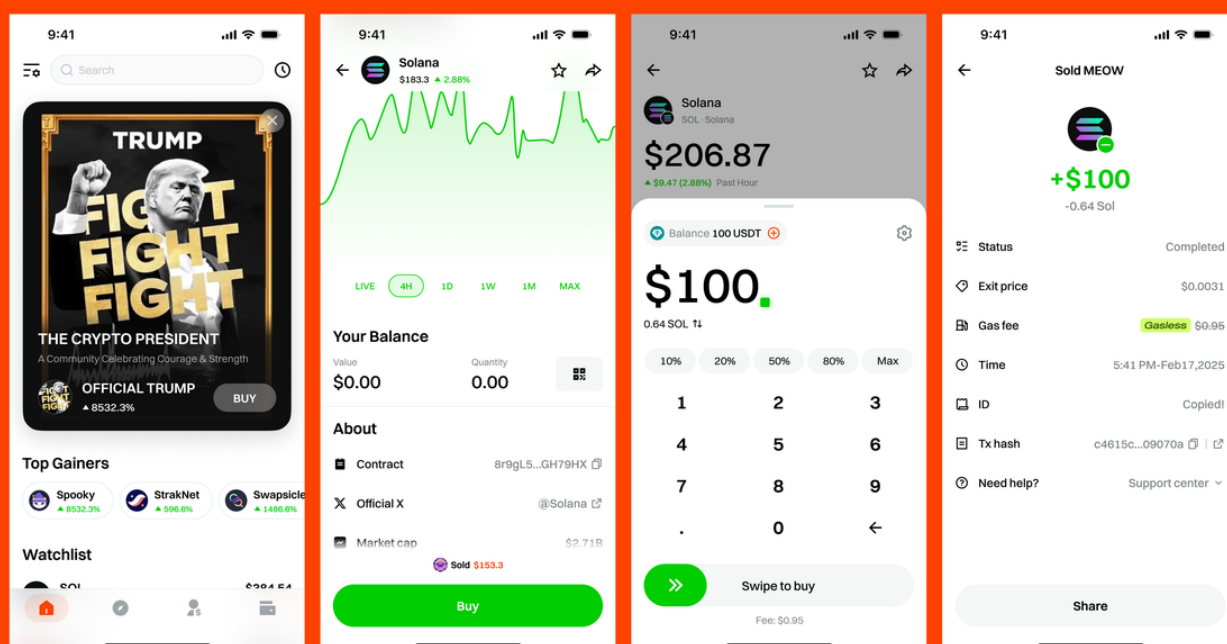 9:41
Search
TRUMP
FIGHT
FIGHT
FIGHT
THE CRYPTO PRESIDENT
A Community Celebrating Courage & Strength
FIGHT
FIGHT
FIGHT
OFFICIAL TRUMP
▲ 8532.3%
BUY
Top Gainers
Spooky
▲ 8532.3%
StrakNet
▲ 596.6%
Swapsicle
▲ 1486.6%
Watchlist
SOL
$284.54
9:41
Solana
$183.3 ▲ 2.88%
LIVE 4H 1D 1W 1M MAX
Your Balance
Value
$0.00
Quantity
0.00
About
Contract 8r9gL5...GH79HX
Official X @Solana
Market cap $2.71B
Sold $153.3
Buy
9:41
Solana
SOL · Solana
$206.87
▲ $9.47 (2.88%) Past Hour
Balance 100 USDT
$100
0.64 SOL
10% 20% 50% 80% Max
1 2 3
4 5 6
7 8 9
. 0
Swipe to buy
Fee: $0.95
9:41
Sold MEOW
+$100
-0.64 Sol
Status Completed
Exit price $0.0031
Gas fee Gasless $0.95
Time 5:41 PM-Feb17,2025
ID Copied!
Tx hash c4615c...09070a
Need help? Support center
Share